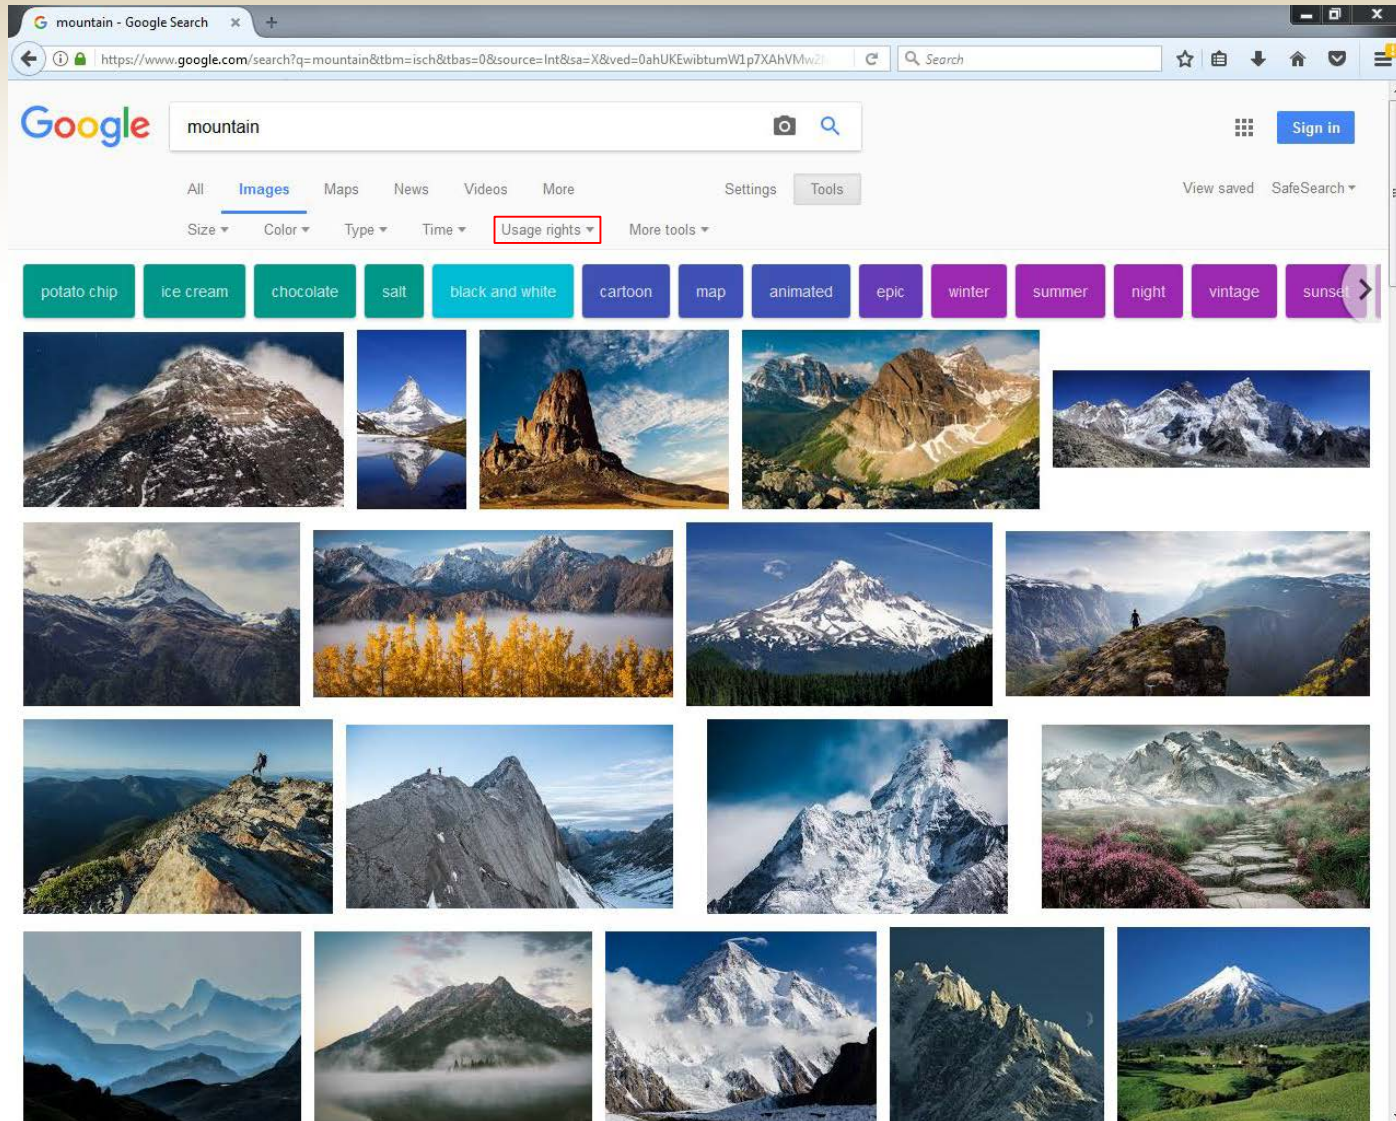 mountain - Google Search
https://www.google.com/search?q=mountain&tbm=isch&tbas=0&source=lnt&sa=X&ved=0ahUKEwibtumW1p7XAhVMw2
Search
Google
mountain
Sign in
All Images Maps News Videos More Settings Tools
View saved SafeSearch
Size Color Type Time Usage rights More tools
potato chip ice cream chocolate salt black and white cartoon map animated epic winter summer night vintage sunset